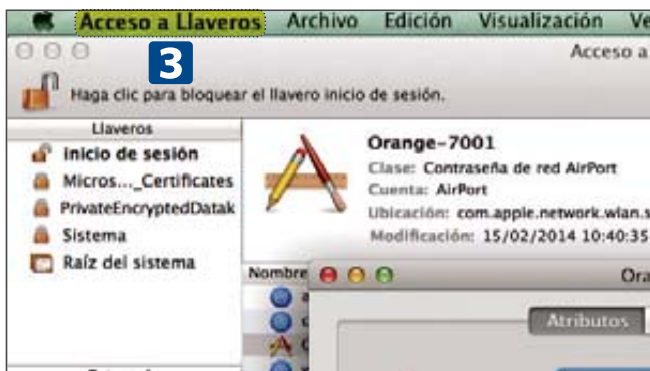 Acceso a Llaveros Archivo Edición Visualización Ve
Acceso a
3
Haga clic para bloquear el llavero inicio de sesión.
Llaveros
Inicio de sesión
Micros..._Certificates
PrivateEncryptedDatak
Sistema
Raíz del sistema
Orange-7001
Clase: Contraseña de red AirPort
Cuenta: AirPort
Ubicación: com.apple.network.wlan.s
Modificación: 15/02/2014 10:40:35
Nombre
Ora
Atributos